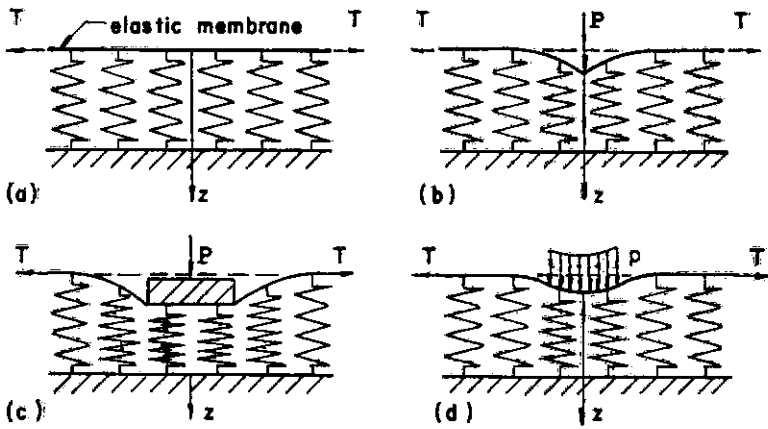 T T
elastic membrane
(a) z
T P T
(b) z
T P T
(c) z
T p T
(d) z